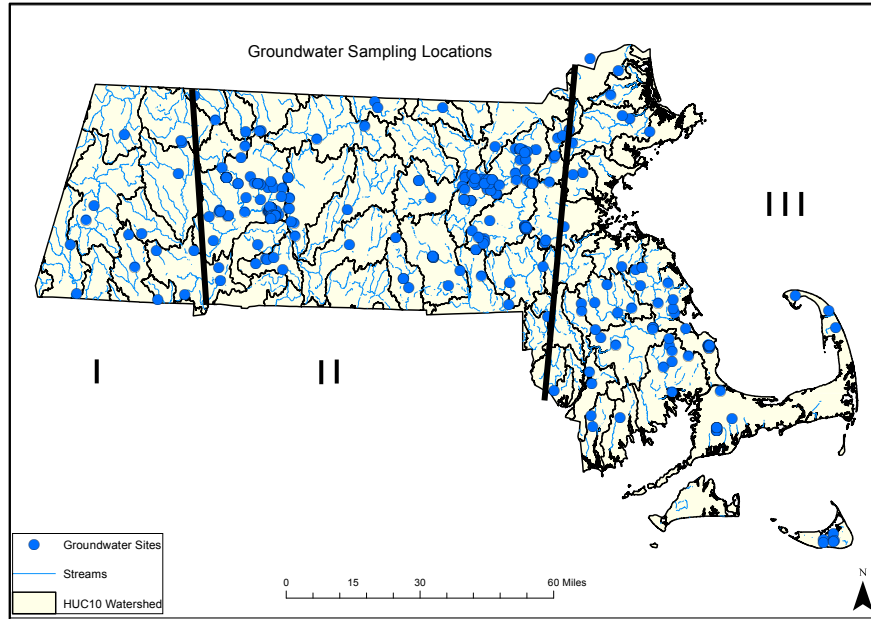 Groundwater Sampling Locations
III
I
II
Groundwater Sites
Streams
HUC10 Watershed
0 15 30 60 Miles
N